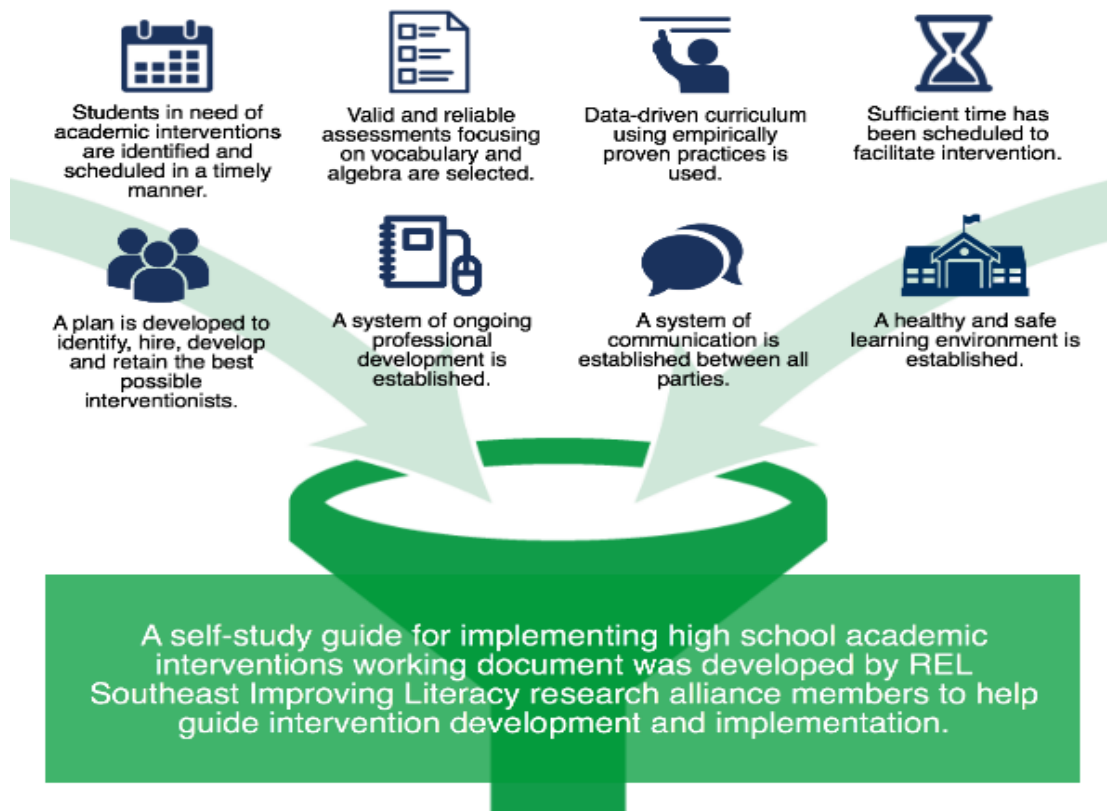 Students in need of
academic interventions
are identified and
scheduled in a timely
manner.
Valid and reliable
assessments focusing
on vocabulary and
algebra are selected.
Data-driven curriculum
using empirically
proven practices is
used.
Sufficient time has
been scheduled to
facilitate intervention.
A plan is developed to
identify, hire, develop
and retain the best
possible
interventionists.
A system of ongoing
professional
development is
established.
A system of
communication is
established between all
parties.
A healthy and safe
learning environment is
established.
A self-study guide for implementing high school academic
interventions working document was developed by REL
Southeast Improving Literacy research alliance members to help
guide intervention development and implementation.